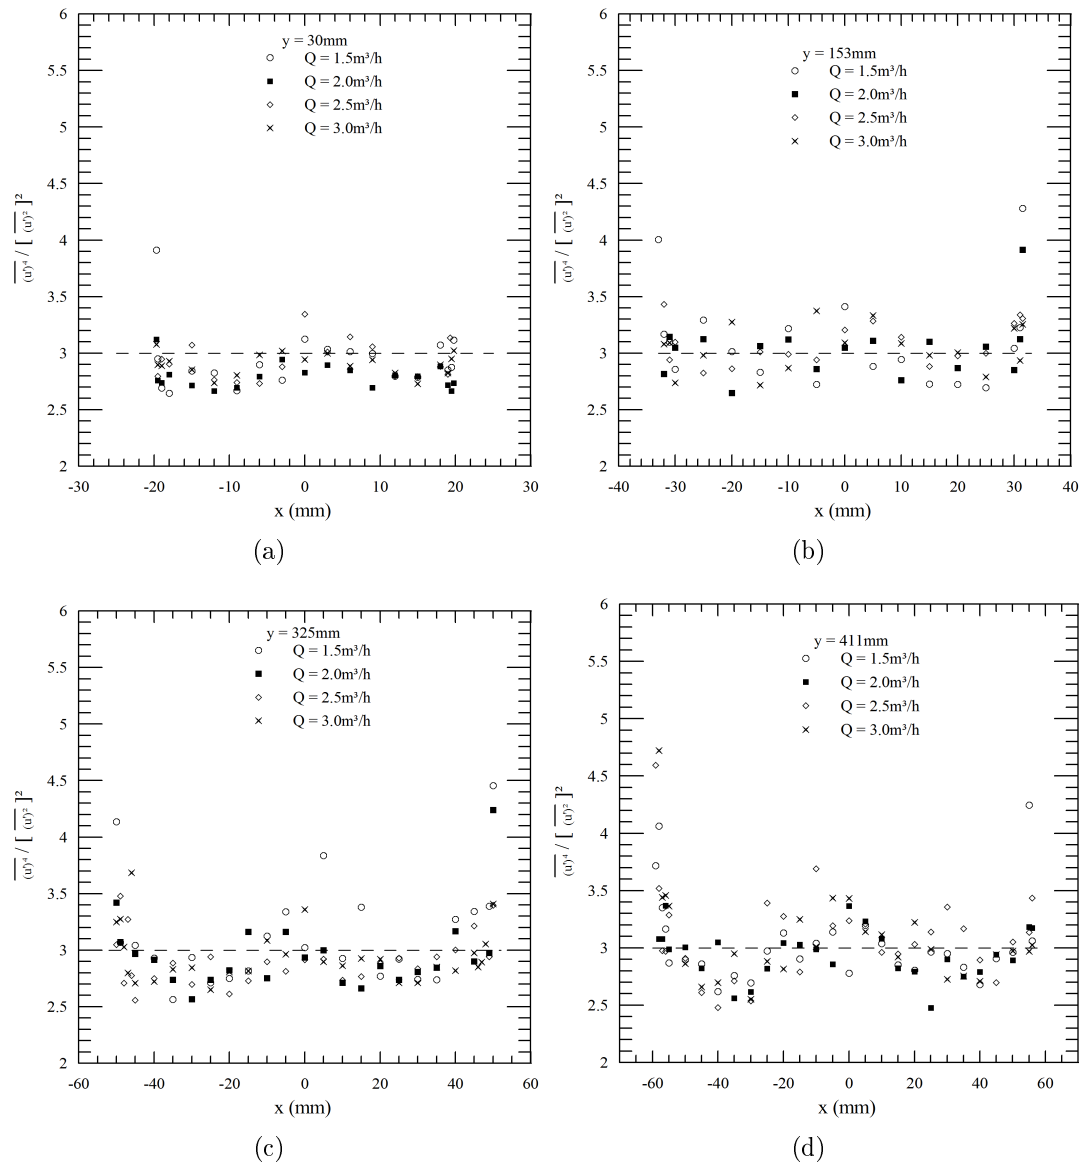 6
5.5
5
4.5
4
3.5
3
2.5
2
y = 30mm
Q = 1.5m³/h
Q = 2.0m³/h
Q = 2.5m³/h
Q = 3.0m³/h
(u')⁴ / [ (u')² ]²
-30 -20 -10 0 10 20 30
x (mm)
(a)
6
5.5
5
4.5
4
3.5
3
2.5
2
y = 153mm
Q = 1.5m³/h
Q = 2.0m³/h
Q = 2.5m³/h
Q = 3.0m³/h
(u')⁴ / [ (u')² ]²
-40 -30 -20 -10 0 10 20 30 40
x (mm)
(b)
6
5.5
5
4.5
4
3.5
3
2.5
2
y = 325mm
Q = 1.5m³/h
Q = 2.0m³/h
Q = 2.5m³/h
Q = 3.0m³/h
(u')⁴ / [ (u')² ]²
-60 -40 -20 0 20 40 60
x (mm)
(c)
6
5.5
5
4.5
4
3.5
3
2.5
2
y = 411mm
Q = 1.5m³/h
Q = 2.0m³/h
Q = 2.5m³/h
Q = 3.0m³/h
(u')⁴ / [ (u')² ]²
-60 -40 -20 0 20 40 60
x (mm)
(d)